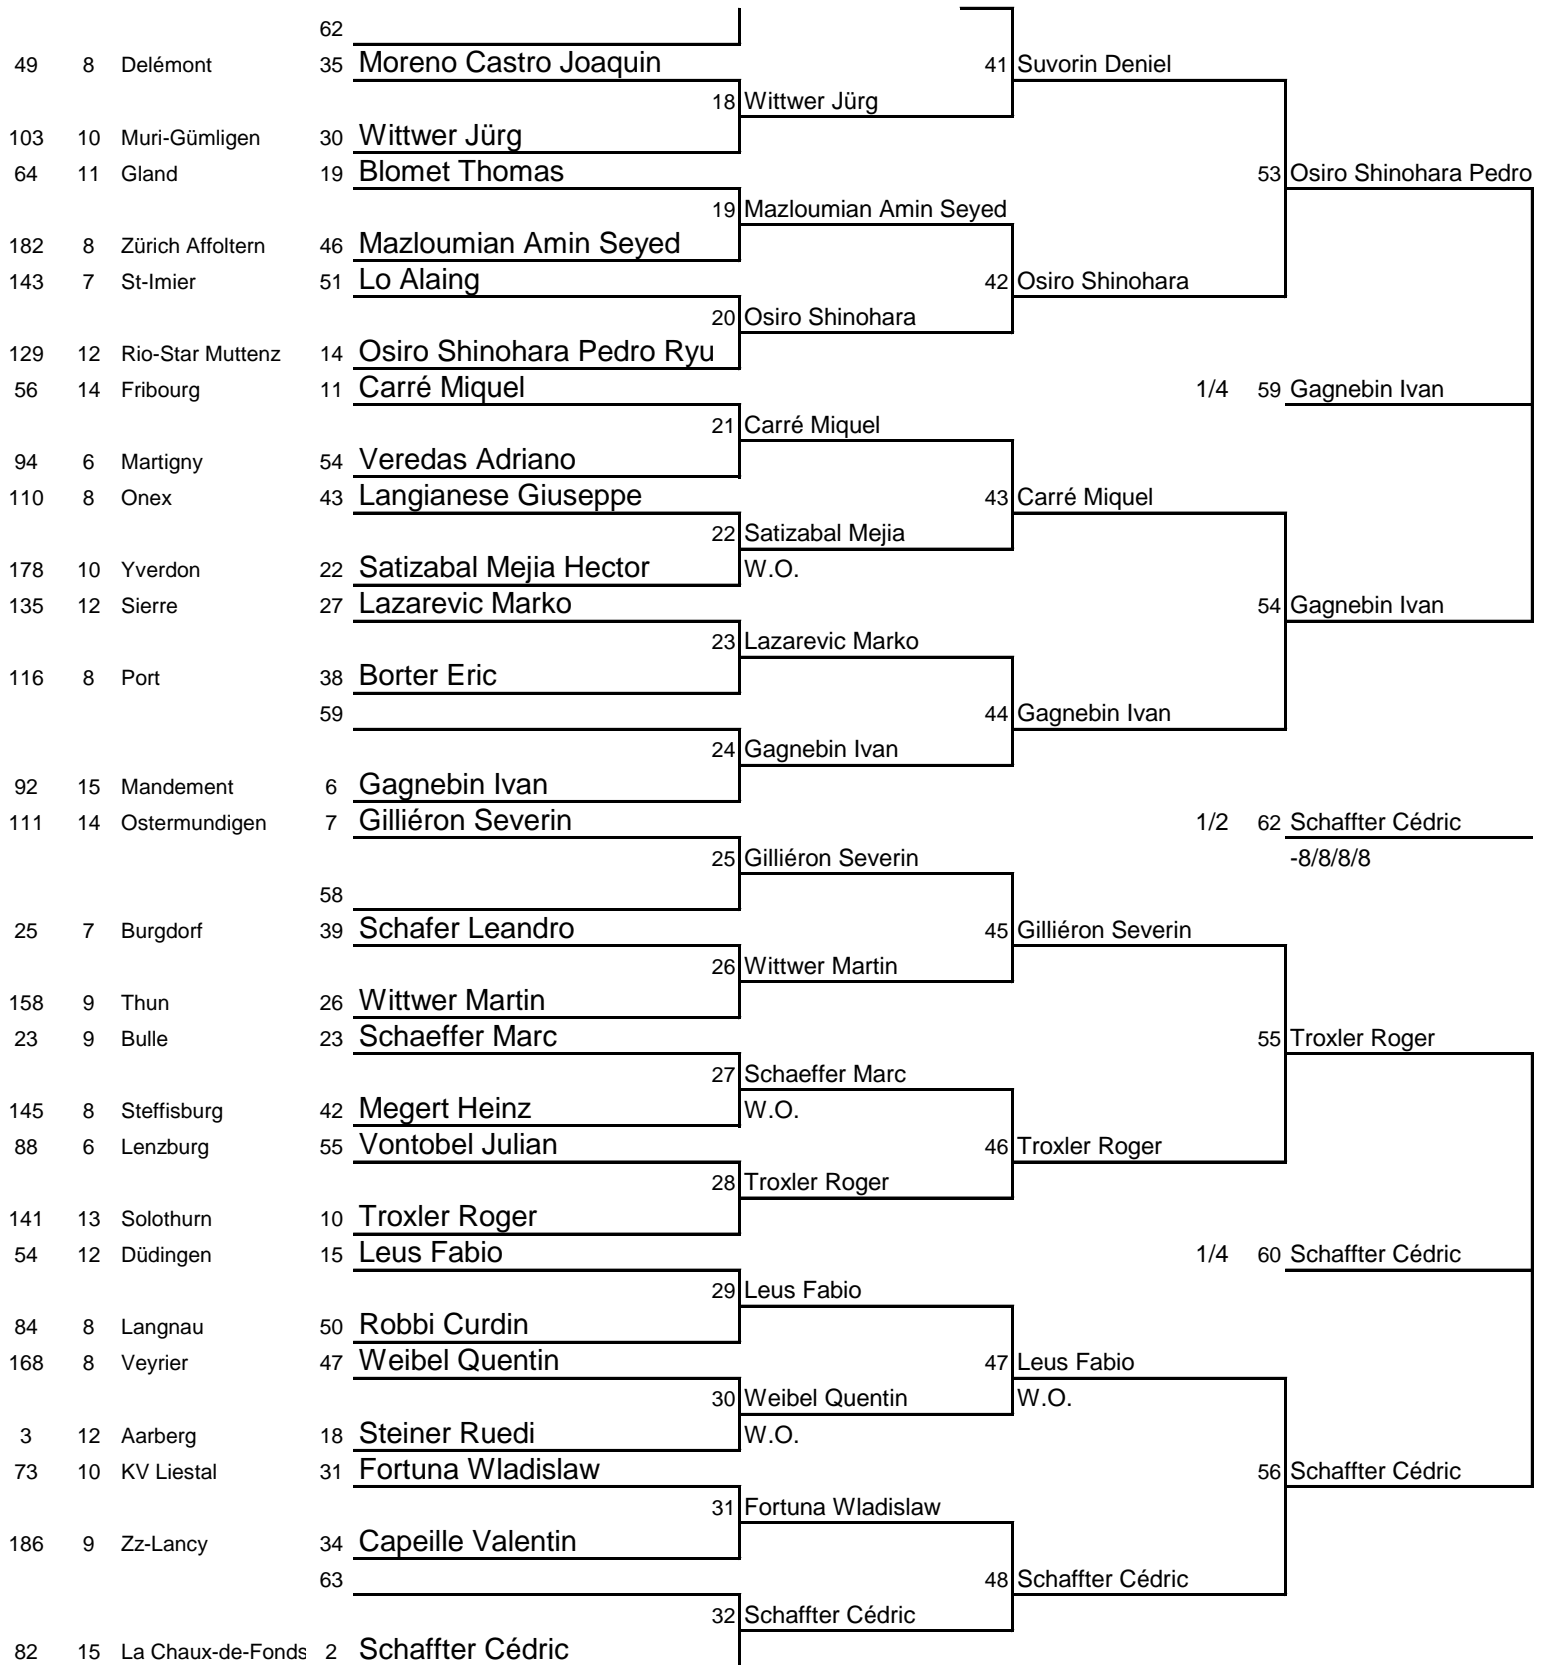 62
49 8 Delémont 35 Moreno Castro Joaquin 41 Suvorin Deniel
18 Wittwer Jürg
103 10 Muri-Gümligen 30 Wittwer Jürg
64 11 Gland 19 Blomet Thomas 53 Osiro Shinohara Pedro
19 Mazloumian Amin Seyed
182 8 Zürich Affoltern 46 Mazloumian Amin Seyed
143 7 St-Imier 51 Lo Alaing 42 Osiro Shinohara
20 Osiro Shinohara
129 12 Rio-Star Muttenz 14 Osiro Shinohara Pedro Ryu
56 14 Fribourg 11 Carré Miquel 1/4 59 Gagnebin Ivan
21 Carré Miquel
94 6 Martigny 54 Veredas Adriano
110 8 Onex 43 Langianese Giuseppe 43 Carré Miquel
22 Satizabal Mejia
178 10 Yverdon 22 Satizabal Mejia Hector W.O.
135 12 Sierre 27 Lazarevic Marko 54 Gagnebin Ivan
23 Lazarevic Marko
116 8 Port 38 Borter Eric
59 44 Gagnebin Ivan
24 Gagnebin Ivan
92 15 Mandement 6 Gagnebin Ivan
111 14 Ostermundigen 7 Gilliéron Severin 1/2 62 Schaffter Cédric
25 Gilliéron Severin -8/8/8/8
58
25 7 Burgdorf 39 Schafer Leandro 45 Gilliéron Severin
26 Wittwer Martin
158 9 Thun 26 Wittwer Martin
23 9 Bulle 23 Schaeffer Marc 55 Troxler Roger
27 Schaeffer Marc
145 8 Steffisburg 42 Megert Heinz W.O.
88 6 Lenzburg 55 Vontobel Julian 46 Troxler Roger
28 Troxler Roger
141 13 Solothurn 10 Troxler Roger
54 12 Düdingen 15 Leus Fabio 1/4 60 Schaffter Cédric
29 Leus Fabio
84 8 Langnau 50 Robbi Curdin
168 8 Veyrier 47 Weibel Quentin 47 Leus Fabio
30 Weibel Quentin W.O.
3 12 Aarberg 18 Steiner Ruedi W.O.
73 10 KV Liestal 31 Fortuna Wladislaw 56 Schaffter Cédric
31 Fortuna Wladislaw
186 9 Zz-Lancy 34 Capeille Valentin
63 48 Schaffter Cédric
32 Schaffter Cédric
82 15 La Chaux-de-Fonds 2 Schaffter Cédric